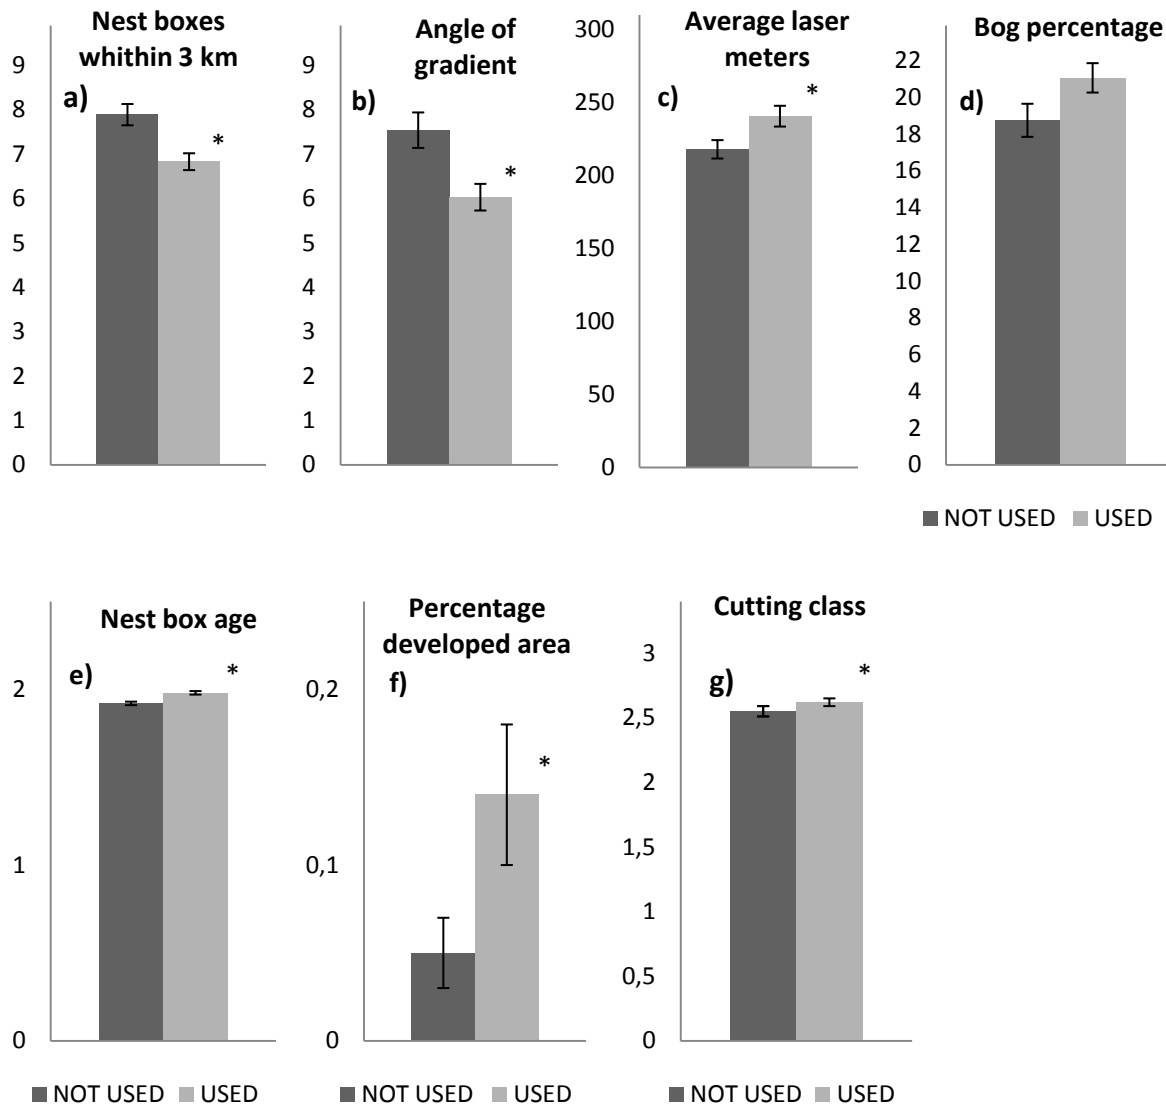 Nest boxes
whithin 3 km
a)
9
8
7
6
5
4
3
2
1
0
*
Angle of
gradient
b)
9
8
7
6
5
4
3
2
1
0
*
Average laser
meters
c)
300
250
200
150
100
50
0
*
Bog percentage
d)
22
20
18
16
14
12
10
8
6
4
2
0
NOT USED USED
Nest box age
e)
2
1
0
*
NOT USED USED
Percentage
developed area
f)
0,2
0,1
0
*
NOT USED USED
Cutting class
g)
3
2,5
2
1,5
1
0,5
0
*
NOT USED USED